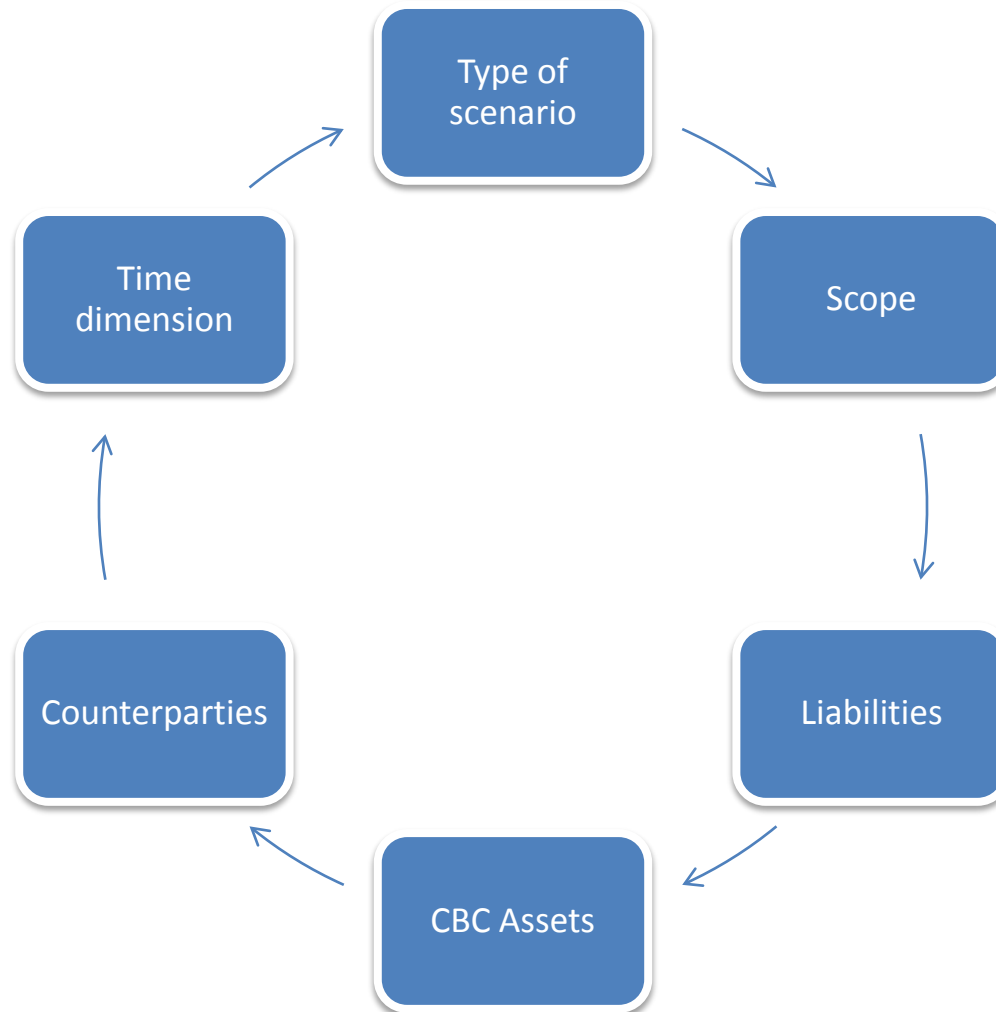 Type of
scenario
Scope
Liabilities
CBC Assets
Counterparties
Time
dimension